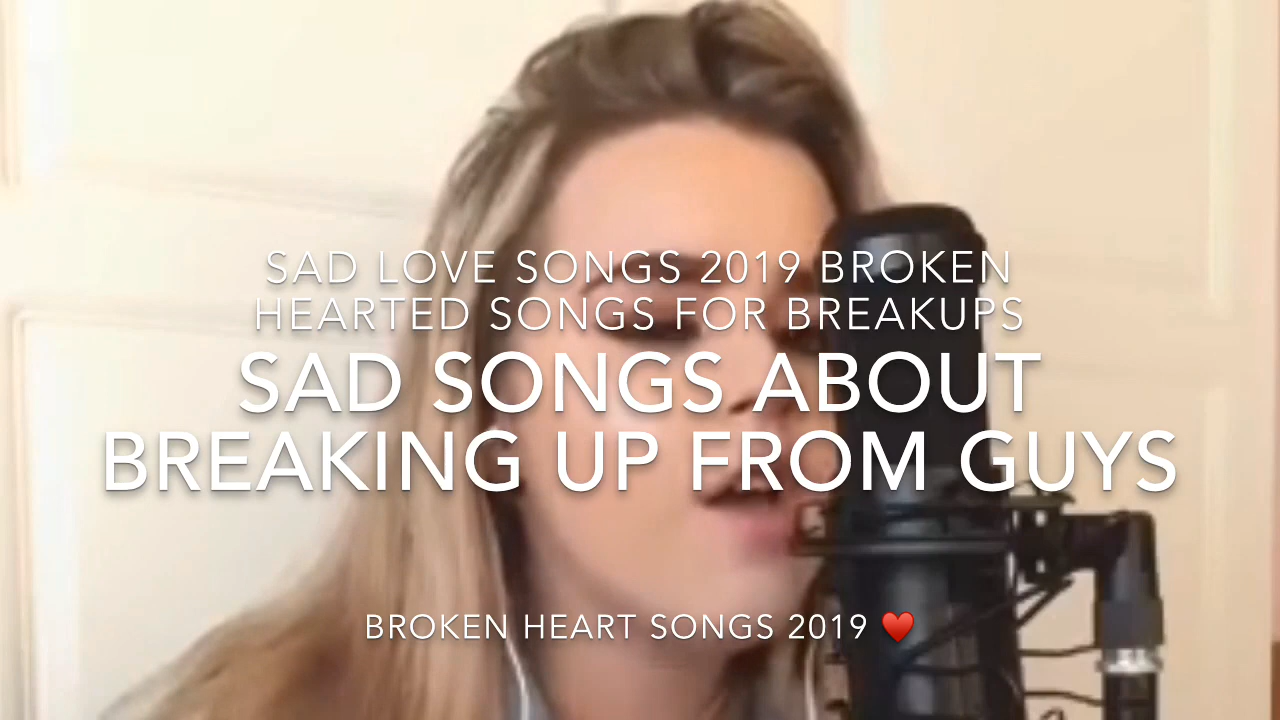 SAD LOVE SONGS 2019 BROKEN
HEARTED SONGS FOR BREAKUPS
SAD SONGS ABOUT
BREAKING UP FROM GUYS
BROKEN HEART SONGS 2019 ♥️